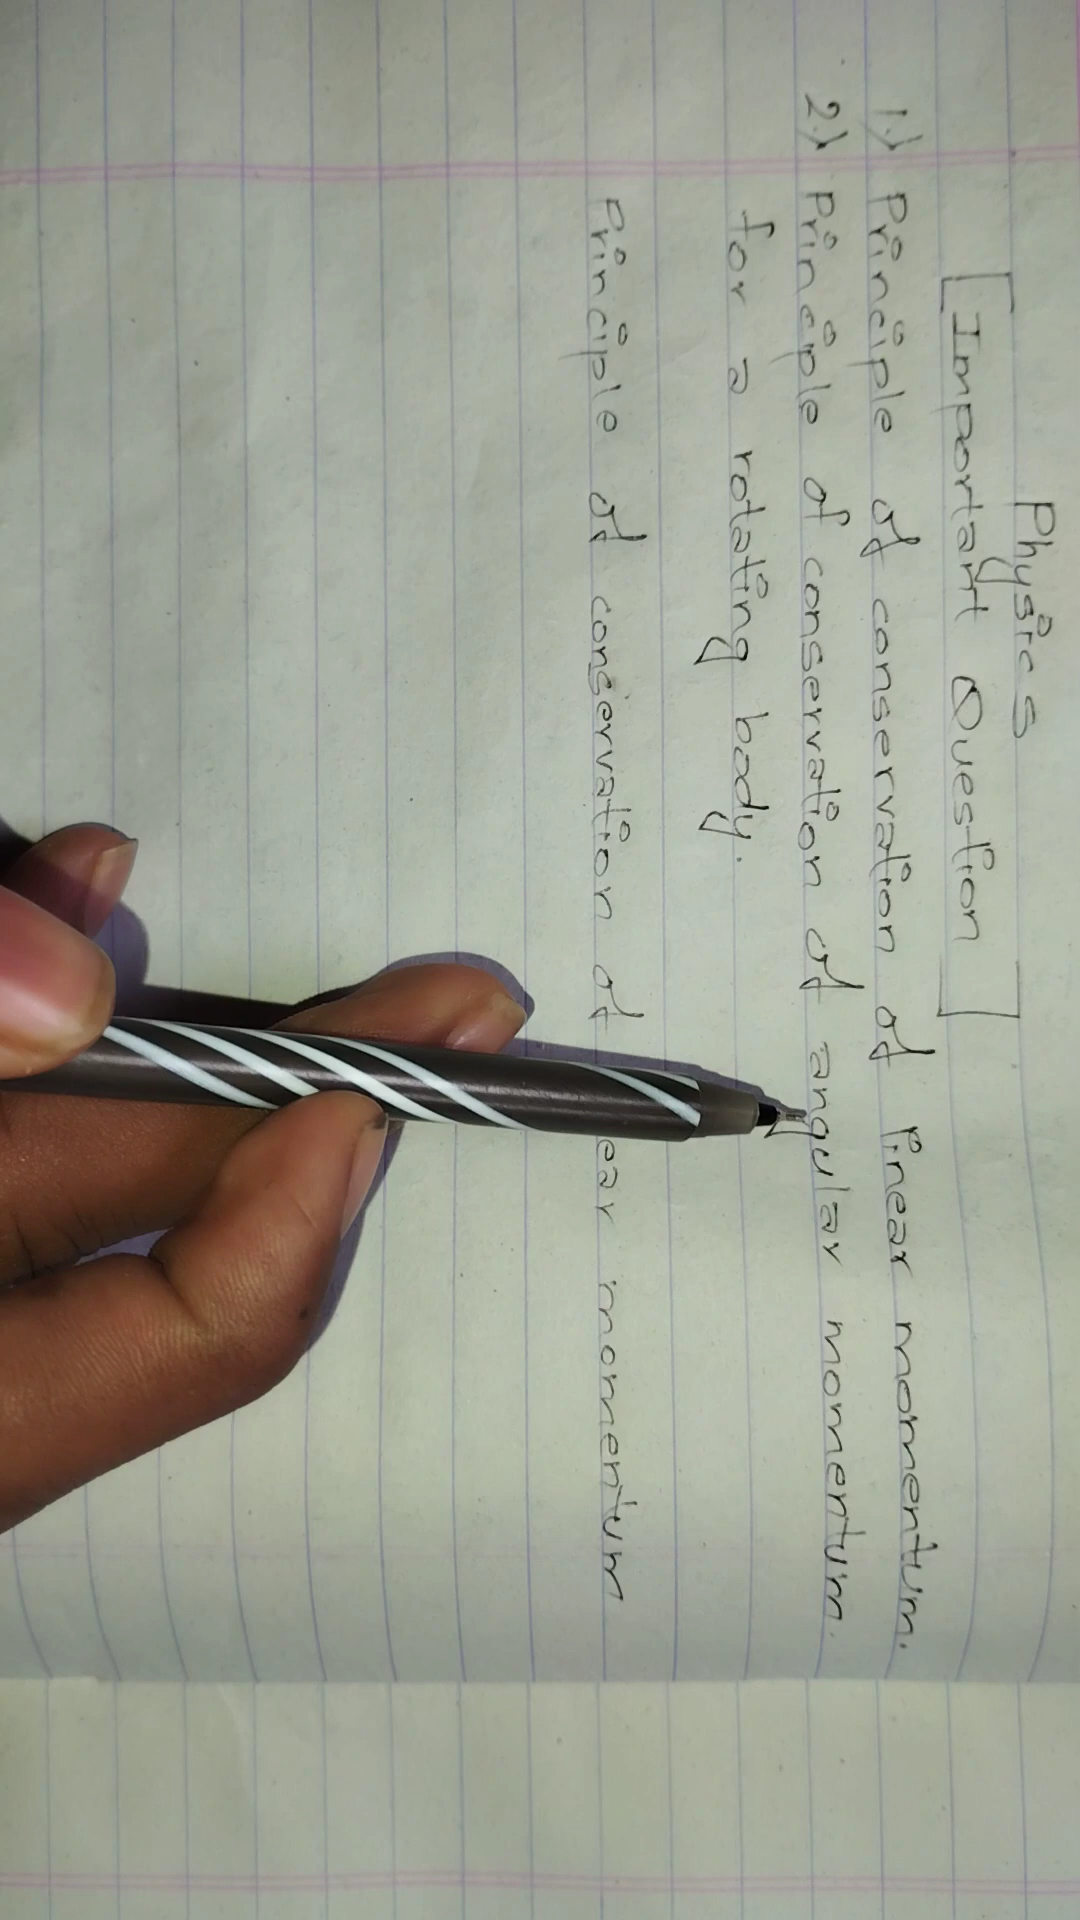 Physics
[Important Question]
1.) Principle of conservation of linear momentum.
2.) Principle of conservation of angular momentum.
for a rotating body.
Principle of conservation of ear momentum